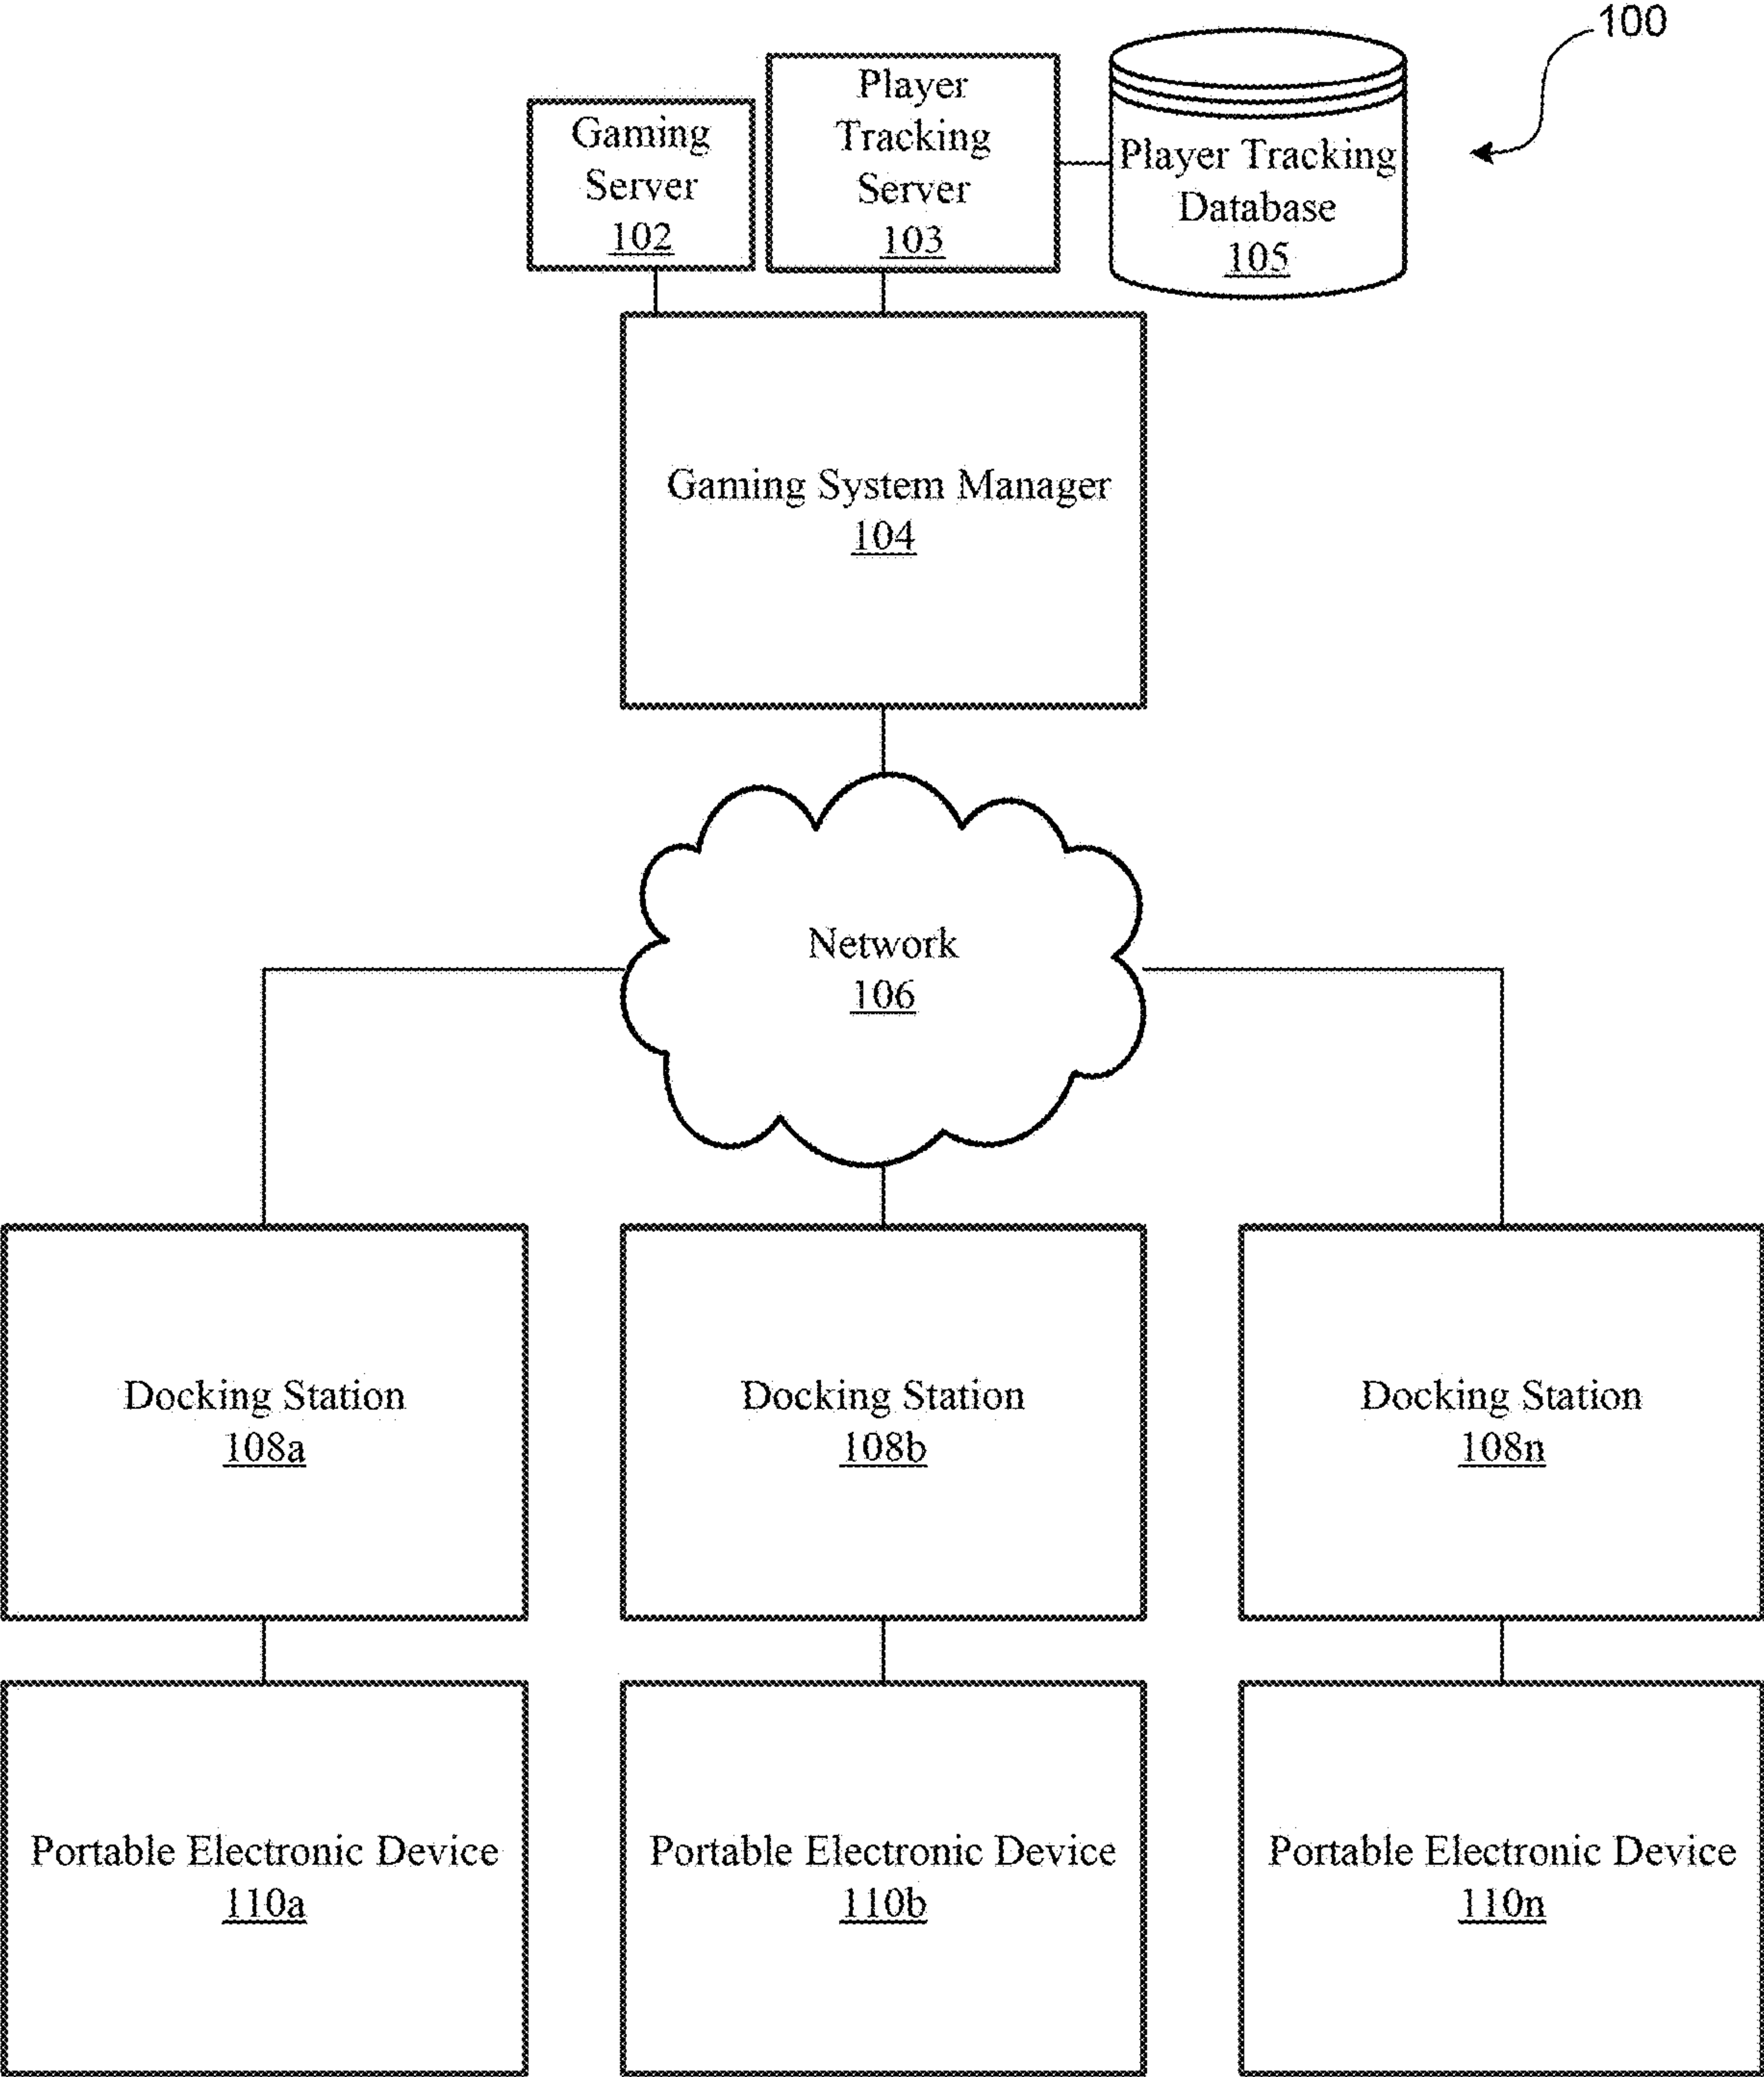 100
Gaming
Server
102
Player
Tracking
Server
103
Player Tracking
Database
105
Gaming System Manager
104
Network
106
Docking Station
108a
Docking Station
108b
Docking Station
108n
Portable Electronic Device
110a
Portable Electronic Device
110b
Portable Electronic Device
110n